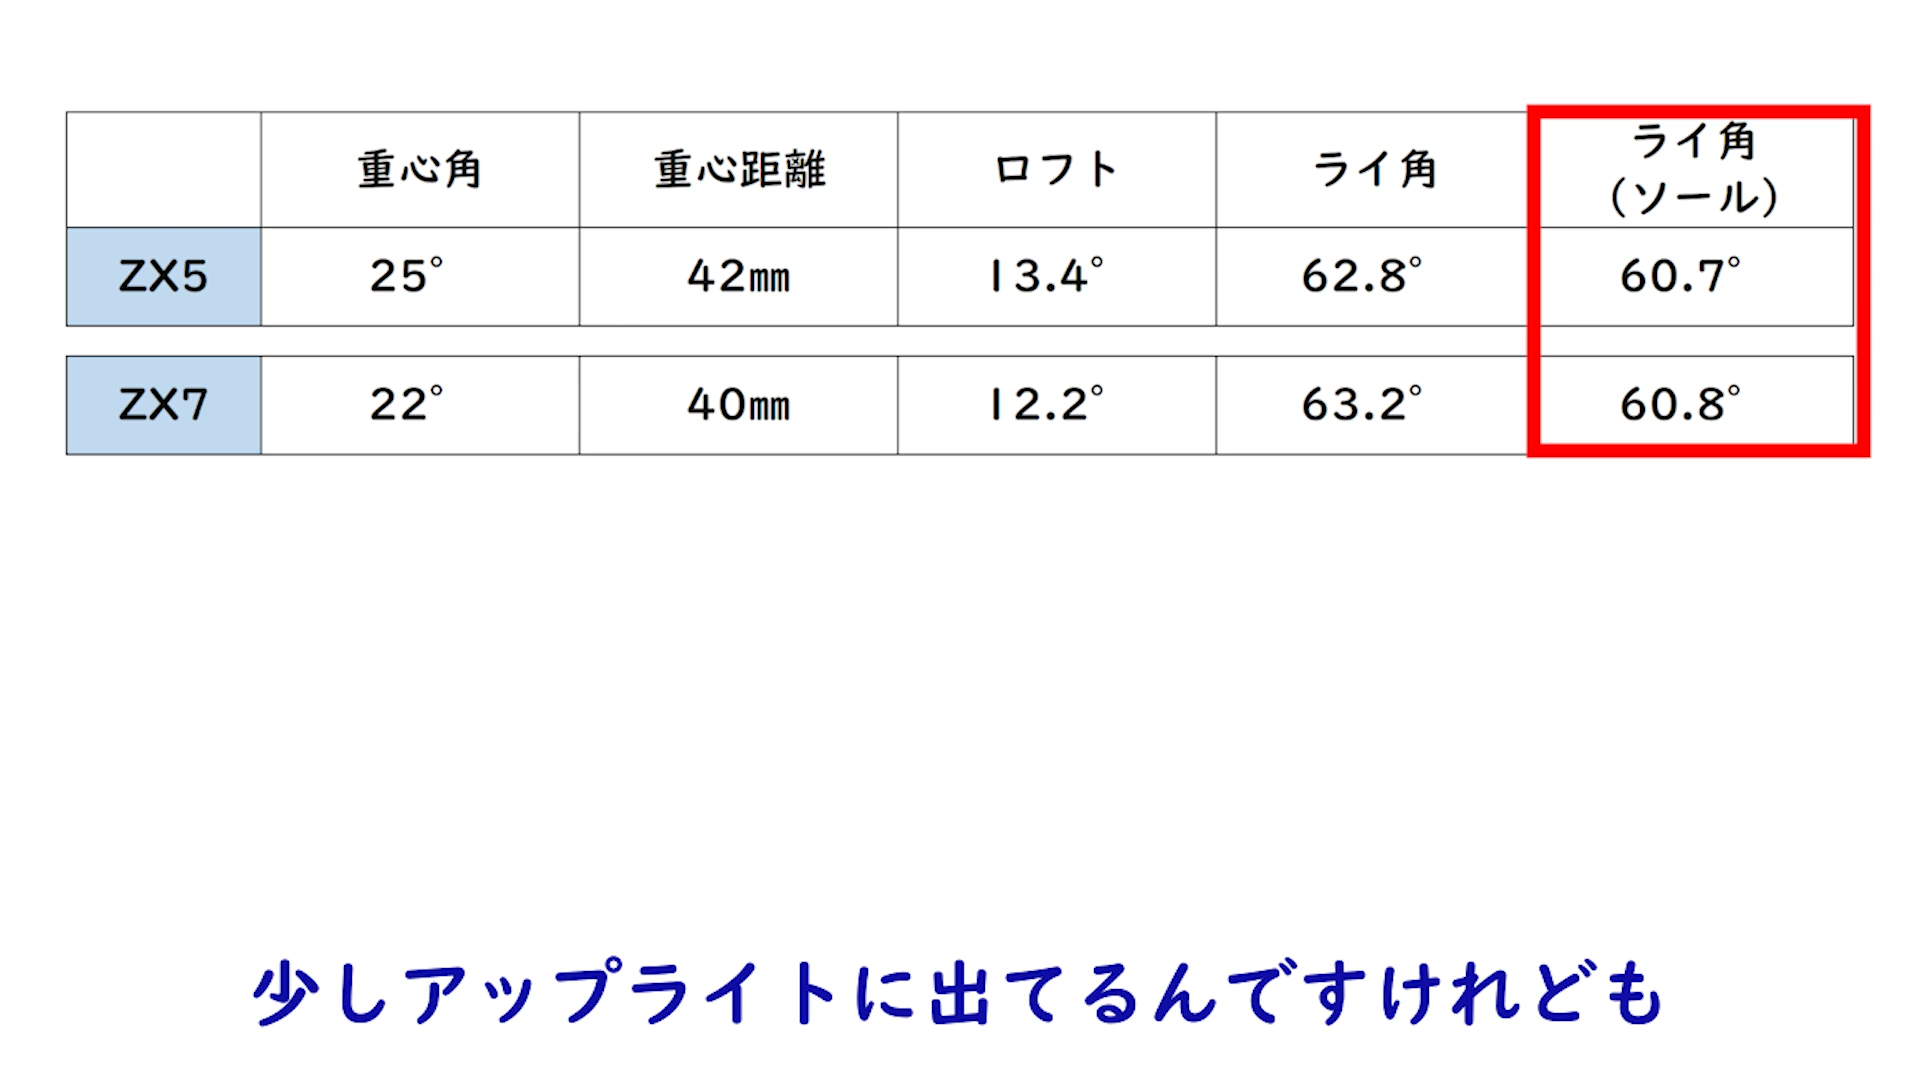 重心角 重心距離 ロフト ライ角 ライ角
(ソール)
ZX5 25° 42㎜ 13.4° 62.8° 60.7°
ZX7 22° 40㎜ 12.2° 63.2° 60.8°
少しアップライトに出てるんですけれども